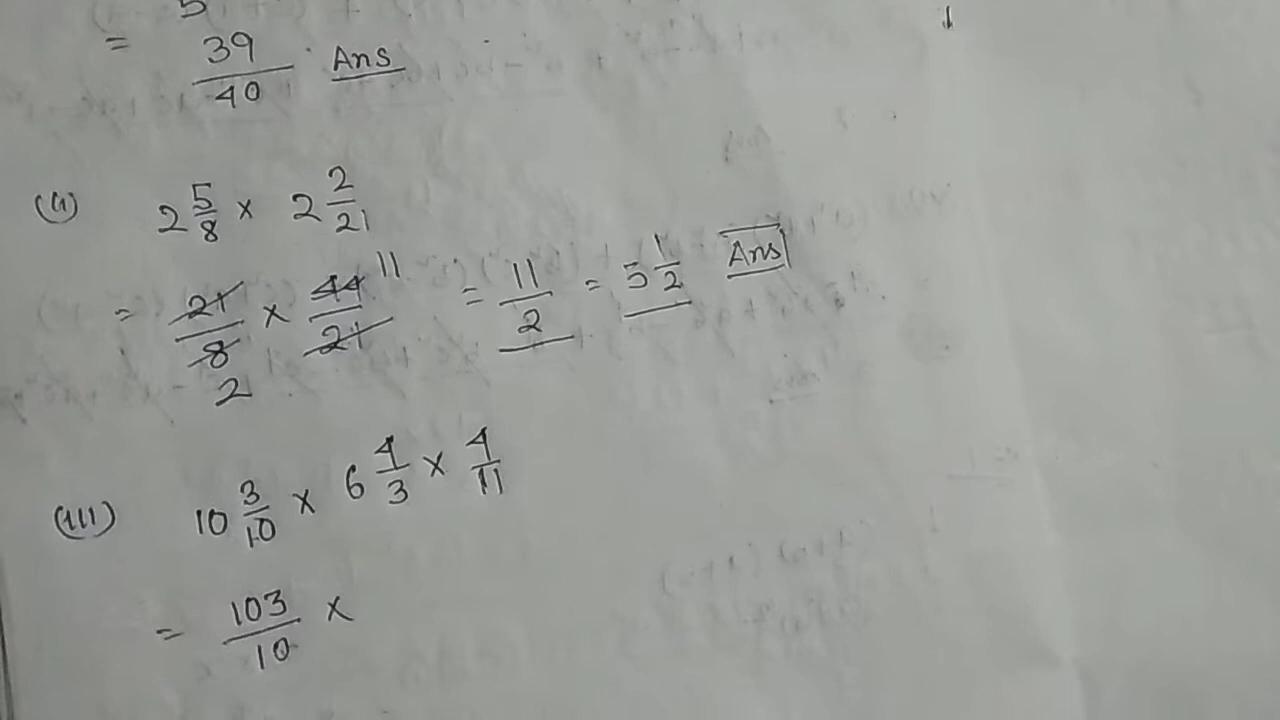 5
= 39/40 Ans
(ii) 2 5/8 × 2 2/21
= 21/8 × 44/21 11 = 11/2 = 5 1/2 Ans
2
(iii) 10 3/10 × 6 4/3 × 4/11
= 103/10 ×